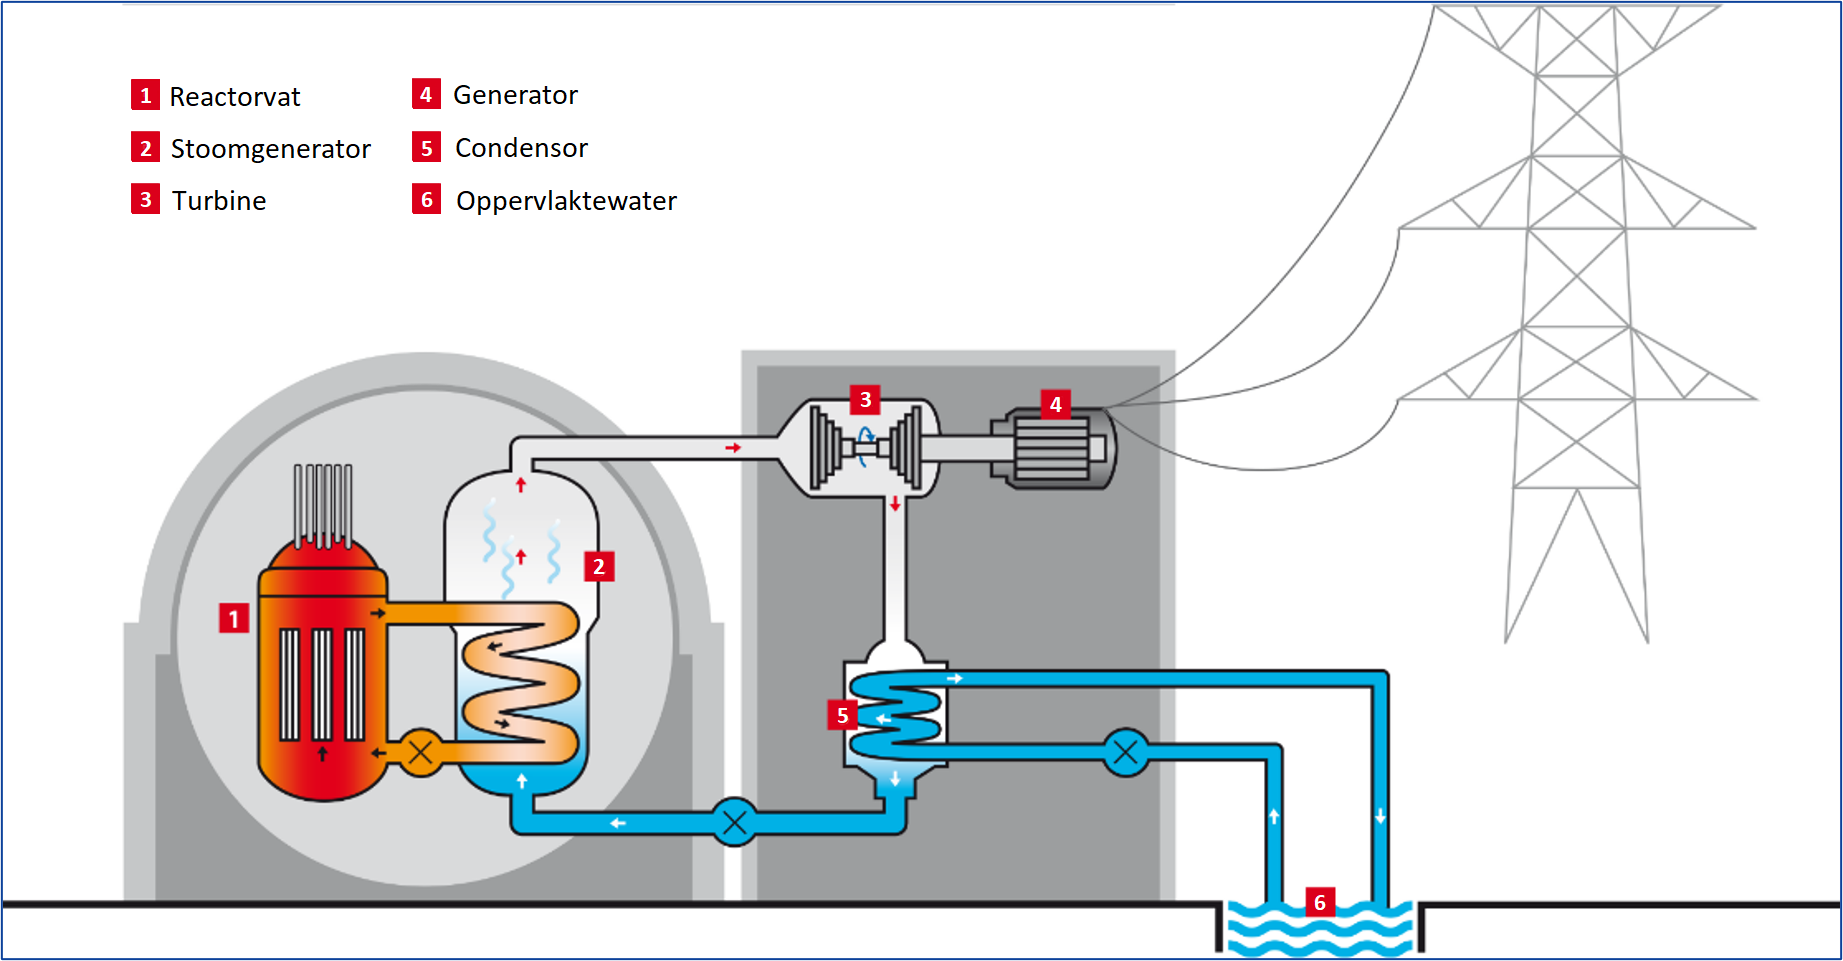 1 Reactorvat
2 Stoomgenerator
3 Turbine
4 Generator
5 Condensor
6 Oppervlaktewater
3
4
2
1
5
6